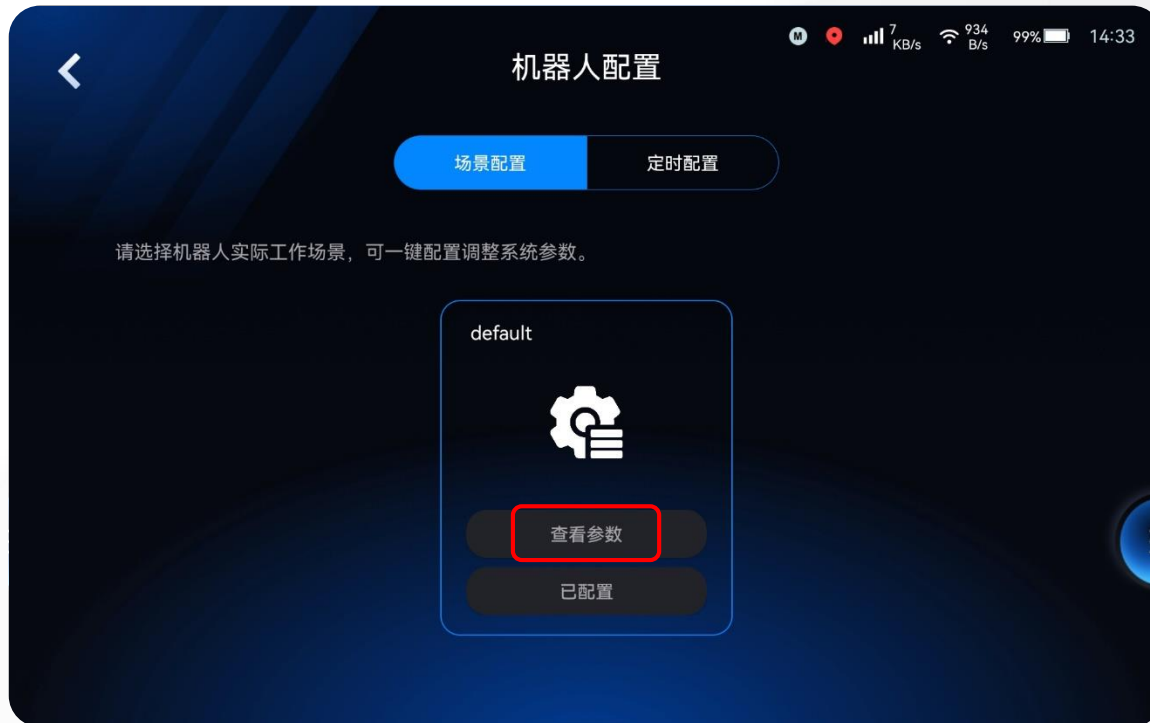 M 7 KB/s 934 B/s 99% 14:33
机器人配置
场景配置 定时配置
请选择机器人实际工作场景，可一键配置调整系统参数。
default
查看参数
已配置